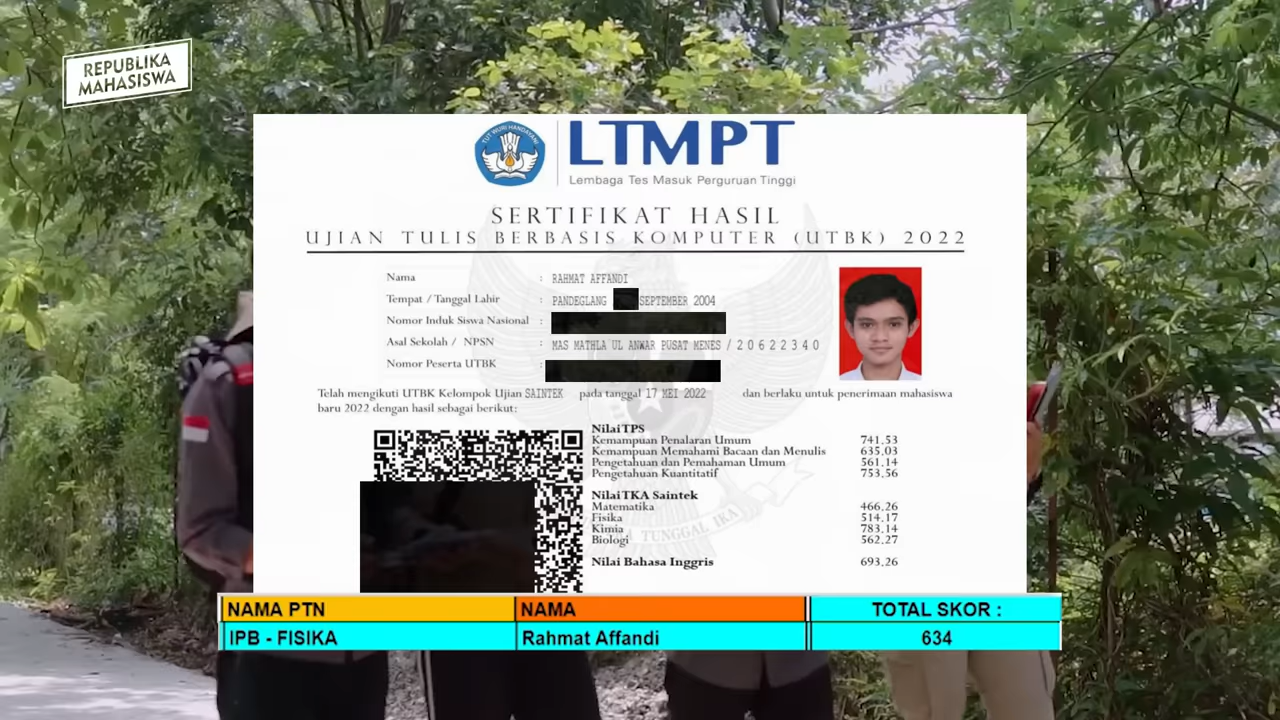 REPUBLIKA
MAHASISWA
TUT WURI HANDAYANI
LTMPT
Lembaga Tes Masuk Perguruan Tinggi
SERTIFIKAT HASIL
UJIAN TULIS BERBASIS KOMPUTER (UTBK) 2022
Nama : RAHMAT AFFANDI
Tempat / Tanggal Lahir : PANDEGLANG SEPTEMBER 2004
Nomor Induk Siswa Nasional :
Asal Sekolah / NPSN : MAS MATHLA UL ANWAR PUSAT MENES / 20622340
Nomor Peserta UTBK :
Telah mengikuti UTBK Kelompok Ujian SAINTEK pada tanggal 17 MEI 2022 dan berlaku untuk penerimaan mahasiswa
baru 2022 dengan hasil sebagai berikut:
Nilai TPS
Kemampuan Penalaran Umum 741,53
Kemampuan Memahami Bacaan dan Menulis 635,03
Pengetahuan dan Pemahaman Umum 561,14
Pengetahuan Kuantitatif 753,56
Nilai TKA Saintek
Matematika 466,26
Fisika 514,17
Kimia 783,14
Biologi 562,27
TUNGGAL IKA
Nilai Bahasa Inggris 693,26
NAMA PTN NAMA TOTAL SKOR :
IPB - FISIKA Rahmat Affandi 634